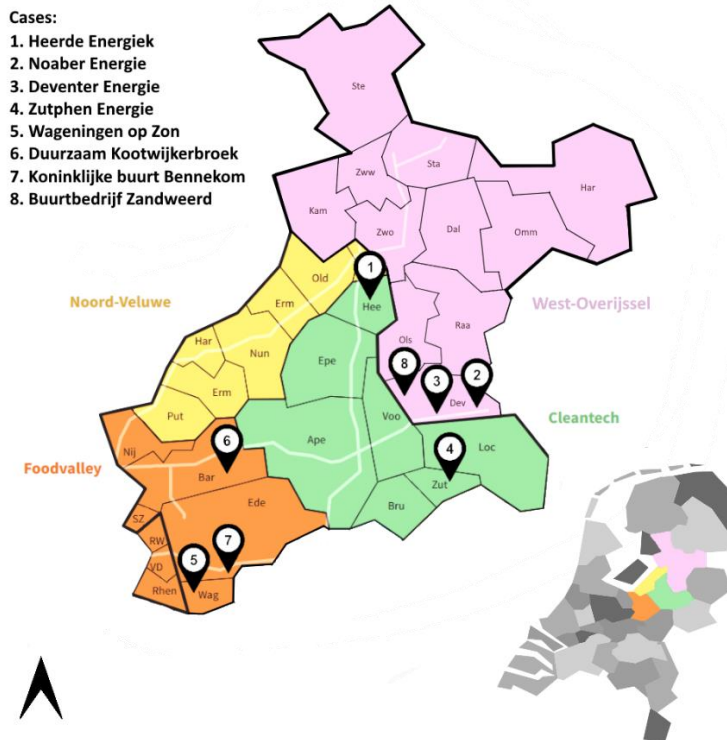 Cases:
1. Heerde Energiek
2. Noaber Energie
3. Deventer Energie
4. Zutphen Energie
5. Wageningen op Zon
6. Duurzaam Kootwijkerbroek
7. Koninklijke buurt Bennekom
8. Buurtbedrijf Zandweerd
Ste
Sta
Zww
Har
Kam
Zwo
Dal
Omm
Old
1
Noord-Veluwe
Erm
Hee
West-Overijssel
Raa
Har
Nun
Epe
Ols
8
3
2
Erm
Dev
Put
Voo
Cleantech
Nij
6
Ape
4
Loc
Foodvalley
Bar
Zut
Ede
Bru
SZ
RW
7
5
VD
Rhen
Wag